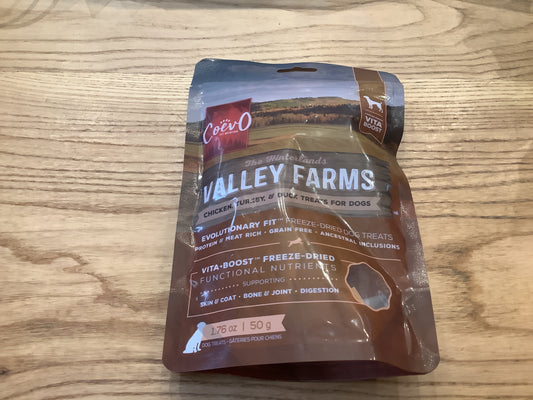 CoëvO
VITA
BOOST
The Hinterlands
VALLEY FARMS
CHICKEN, TURKEY, & DUCK TREATS FOR DOGS
EVOLUTIONARY FIT™ FREEZE-DRIED DOG TREATS
PROTEIN & MEAT RICH • GRAIN FREE • ANCESTRAL INCLUSIONS
VITA•BOOST™ FREEZE-DRIED
FUNCTIONAL NUTRIENTS
SUPPORTING
SKIN & COAT • BONE & JOINT • DIGESTION
1.76 oz | 50 g
DOG TREATS • GÂTERIES POUR CHIENS